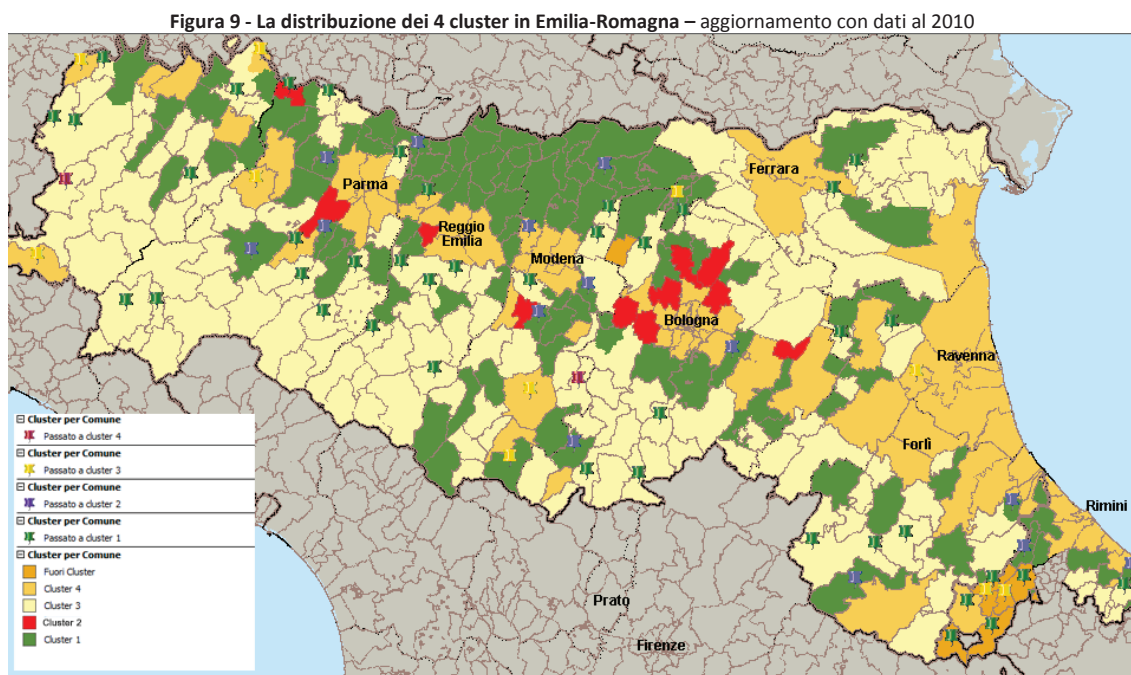 Figura 9 - La distribuzione dei 4 cluster in Emilia-Romagna – aggiornamento con dati al 2010
Ferrara
Parma
Reggio
Emilia
Modena
Bologna
Ravenna
Forlì
Rimini
Prato
Firenze
Cluster per Comune
Passato a cluster 4
Cluster per Comune
Passato a cluster 3
Cluster per Comune
Passato a cluster 2
Cluster per Comune
Passato a cluster 1
Cluster per Comune
Fuori Cluster
Cluster 4
Cluster 3
Cluster 2
Cluster 1